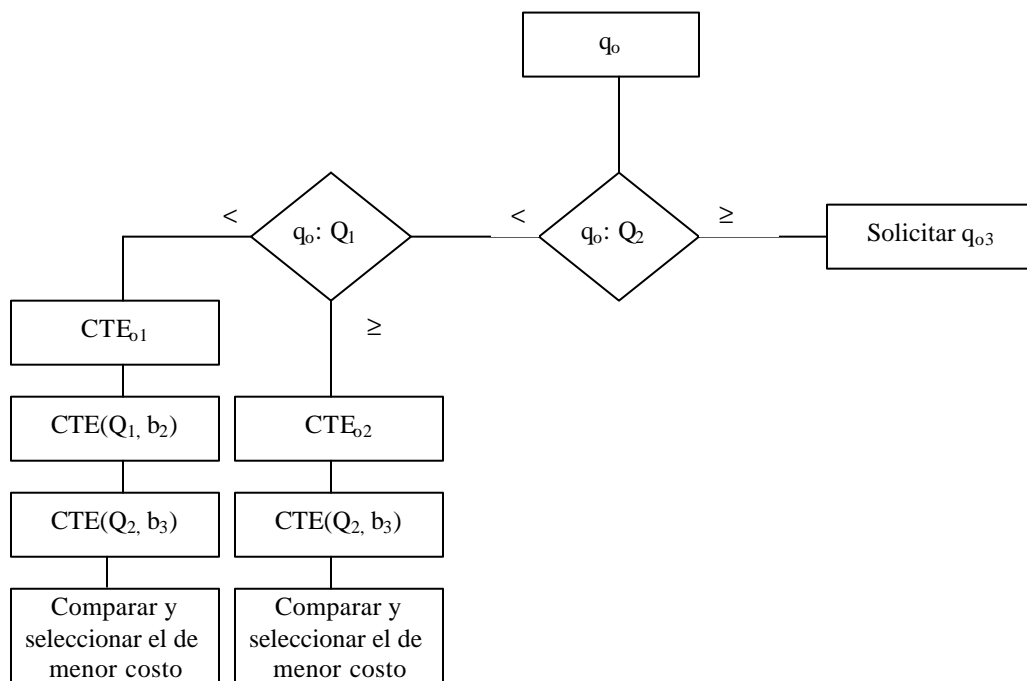 qₒ
< qₒ: Q₁ < qₒ: Q₂ ≥ Solicitar qₒ₃
CTEₒ₁ ≥
CTE(Q₁, b₂) CTEₒ₂
CTE(Q₂, b₃) CTE(Q₂, b₃)
Comparar y
seleccionar el de
menor costo
Comparar y
seleccionar el de
menor costo